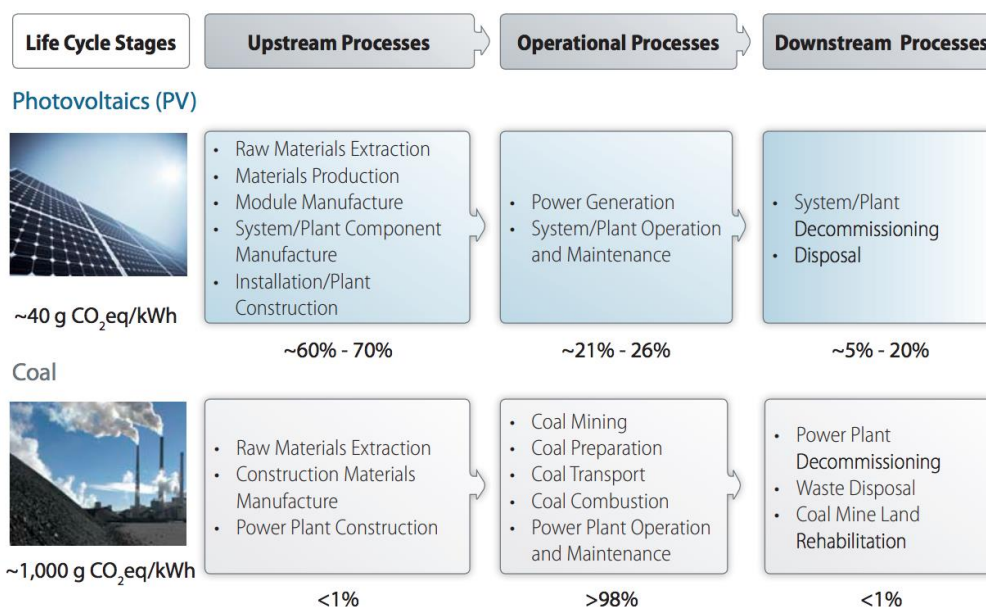 Life Cycle Stages
Upstream Processes
Operational Processes
Downstream Processes
Photovoltaics (PV)
~40 g CO₂eq/kWh
• Raw Materials Extraction
• Materials Production
• Module Manufacture
• System/Plant Component
Manufacture
• Installation/Plant
Construction
~60% - 70%
• Power Generation
• System/Plant Operation
and Maintenance
~21% - 26%
• System/Plant
Decommissioning
• Disposal
~5% - 20%
Coal
~1,000 g CO₂eq/kWh
• Raw Materials Extraction
• Construction Materials
Manufacture
• Power Plant Construction
<1%
• Coal Mining
• Coal Preparation
• Coal Transport
• Coal Combustion
• Power Plant Operation
and Maintenance
>98%
• Power Plant
Decommissioning
• Waste Disposal
• Coal Mine Land
Rehabilitation
<1%